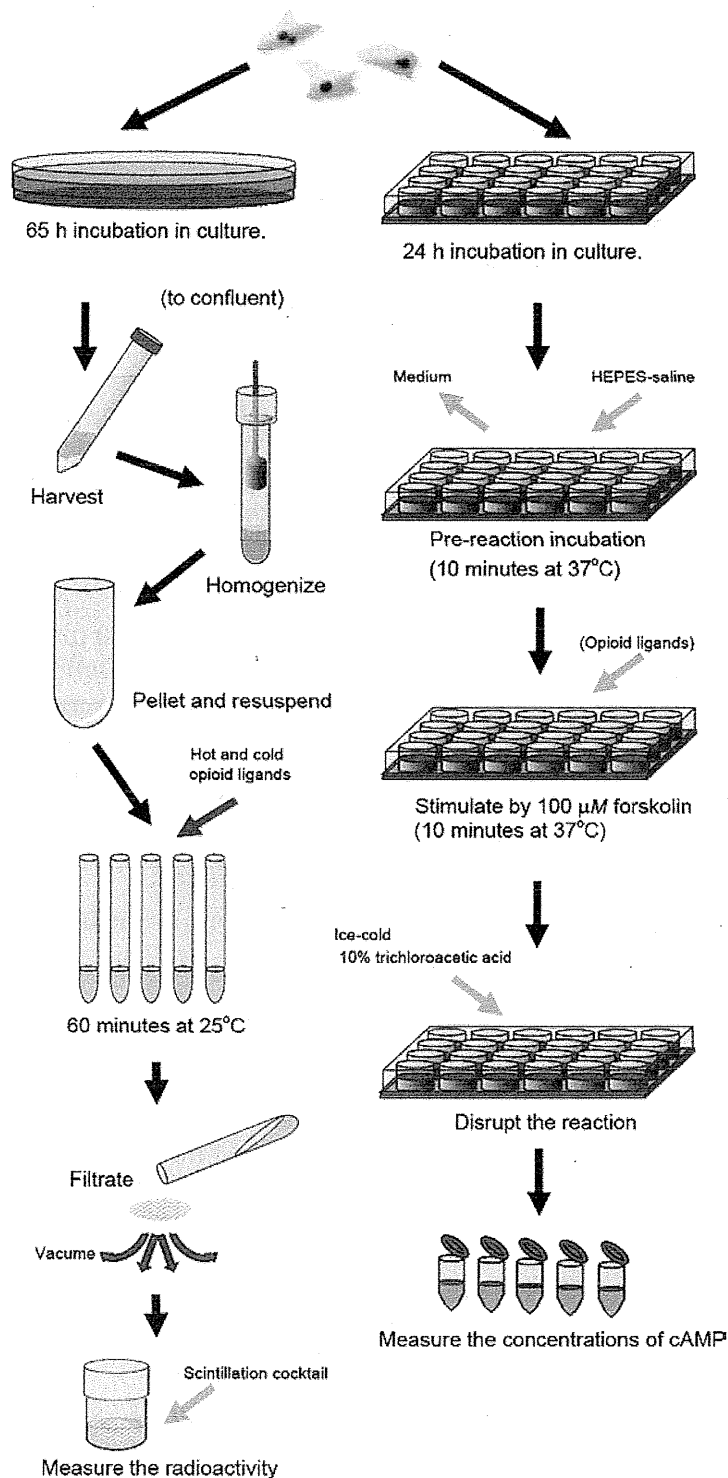 65 h incubation in culture.
(to confluent)
Harvest
Homogenize
Pellet and resuspend
Hot and cold
opioid ligands
60 minutes at 25°C
Filtrate
Vacume
Scintillation cocktail
Measure the radioactivity
24 h incubation in culture.
Medium
HEPES-saline
Pre-reaction incubation
(10 minutes at 37°C)
(Opioid ligands)
Stimulate by 100 µM forskolin
(10 minutes at 37°C)
Ice-cold
10% trichloroacetic acid
Disrupt the reaction
Measure the concentrations of cAMP